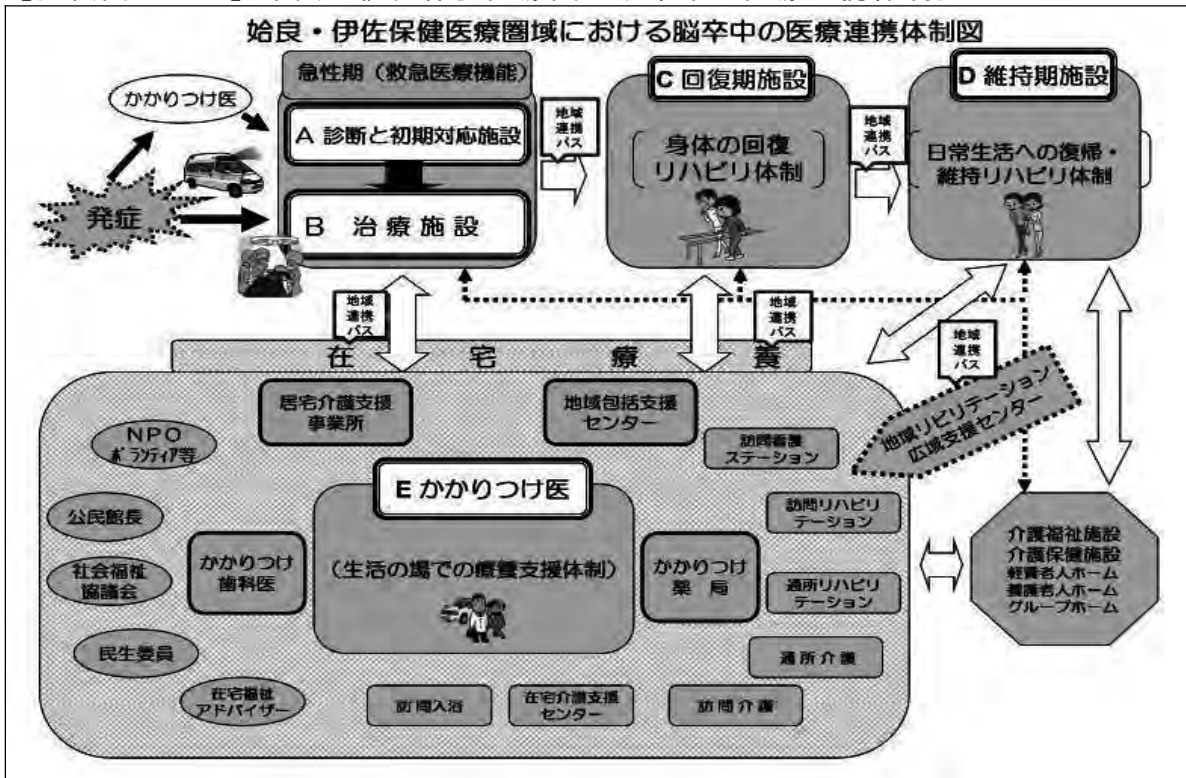 姶良・伊佐保健医療圏域における脳卒中の医療連携体制図
急性期（救急医療機能）
かかりつけ医
A 診断と初期対応施設
発症
B 治療施設
地域
連携
パス
C 回復期施設
身体の回復
リハビリ体制
地域
連携
パス
D 維持期施設
日常生活への復帰・
維持リハビリ体制
地域
連携
パス
地域
連携
パス
地域
連携
パス
在宅療養
居宅介護支援
事業所
地域包括支援
センター
訪問看護
ステーション
地域リビリテーション
広域支援センター
NPO
ボランティア等
公民館長
社会福祉
協議会
民生委員
在宅福祉
アドバイザー
かかりつけ
歯科医
E かかりつけ医
（生活の場での療養支援体制）
かかりつけ
薬局
訪問リハビリ
テーション
通所リハビリ
テーション
通所介護
訪問入浴
在宅介護支援
センター
訪問介護
介護福祉施設
介護保健施設
軽費老人ホーム
養護老人ホーム
グループホーム